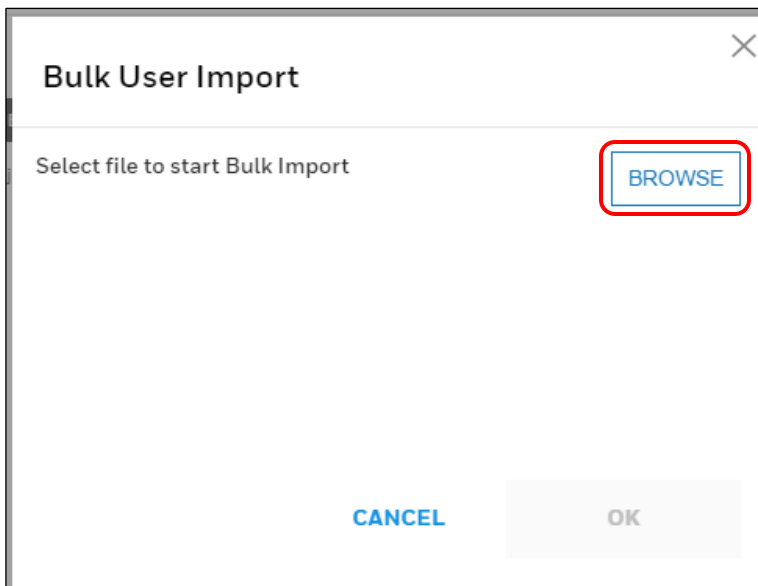 Bulk User Import
Select file to start Bulk Import
BROWSE
CANCEL
OK